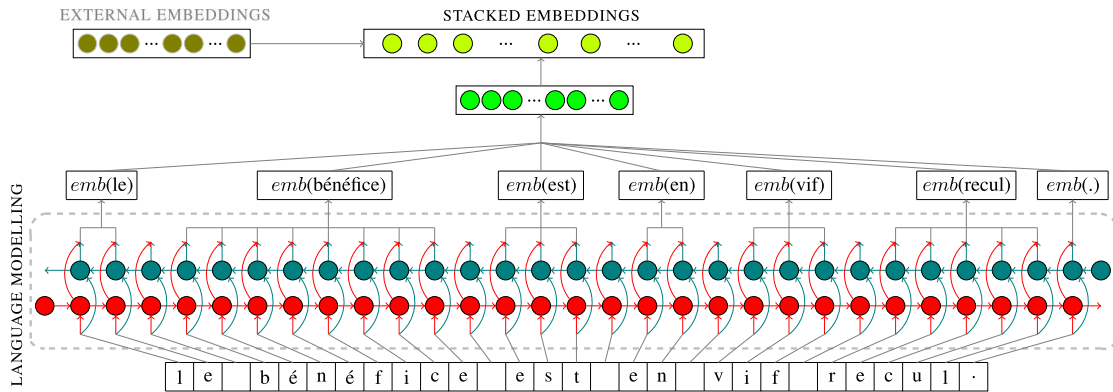 EXTERNAL EMBEDDINGS STACKED EMBEDDINGS
... ... ... ...
... ...
emb(le) emb(bénéfice) emb(est) emb(en) emb(vif) emb(recul) emb(.)
LANGUAGE MODELLING
l e b é n é f i c e e s t e n v i f r e c u l .